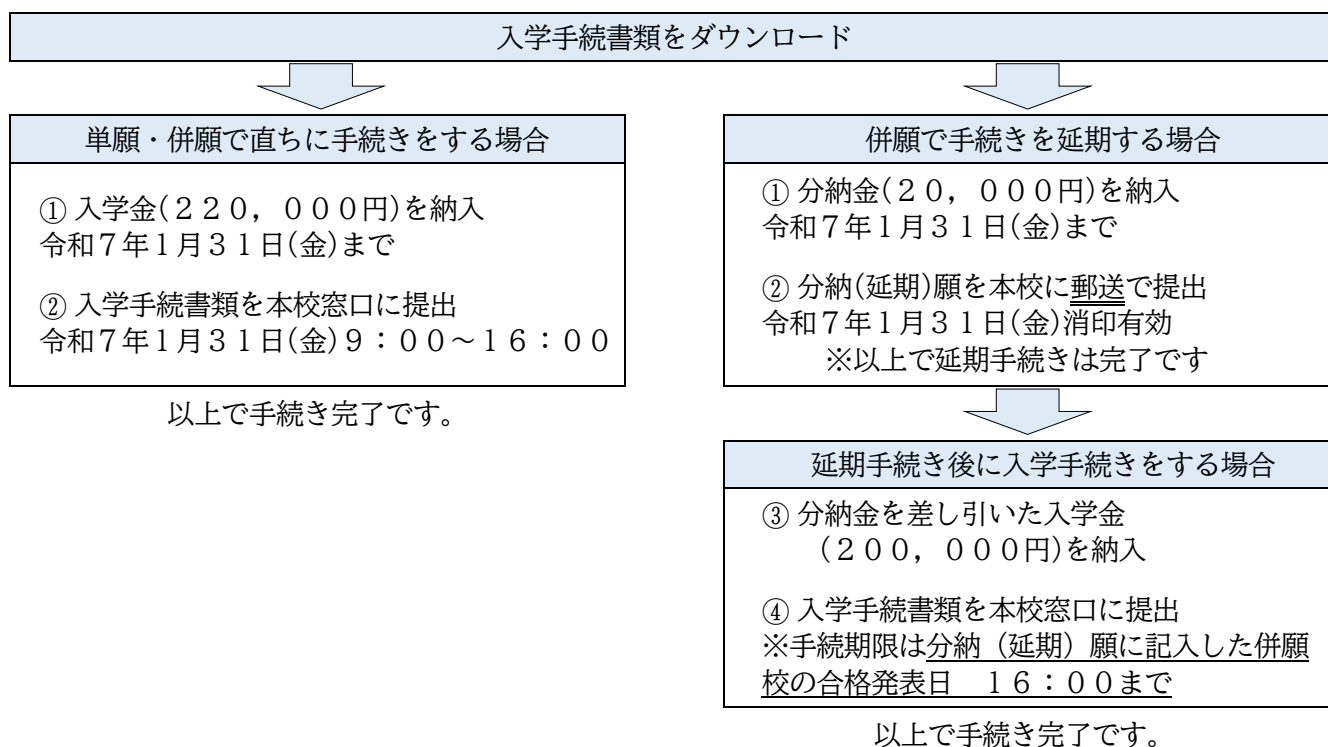 入学手続書類をダウンロード
単願・併願で直ちに手続きをする場合
① 入学金(２２０，０００円)を納入
令和７年１月３１日(金)まで
② 入学手続書類を本校窓口に提出
令和７年１月３１日(金)９：００～１６：００
以上で手続き完了です。
併願で手続きを延期する場合
① 分納金(２０，０００円)を納入
令和７年１月３１日(金)まで
② 分納(延期)願を本校に郵送で提出
令和７年１月３１日(金)消印有効
※以上で延期手続きは完了です
延期手続き後に入学手続きをする場合
③ 分納金を差し引いた入学金
(２００，０００円)を納入
④ 入学手続書類を本校窓口に提出
※手続期限は分納（延期）願に記入した併願
校の合格発表日　１６：００まで
以上で手続き完了です。